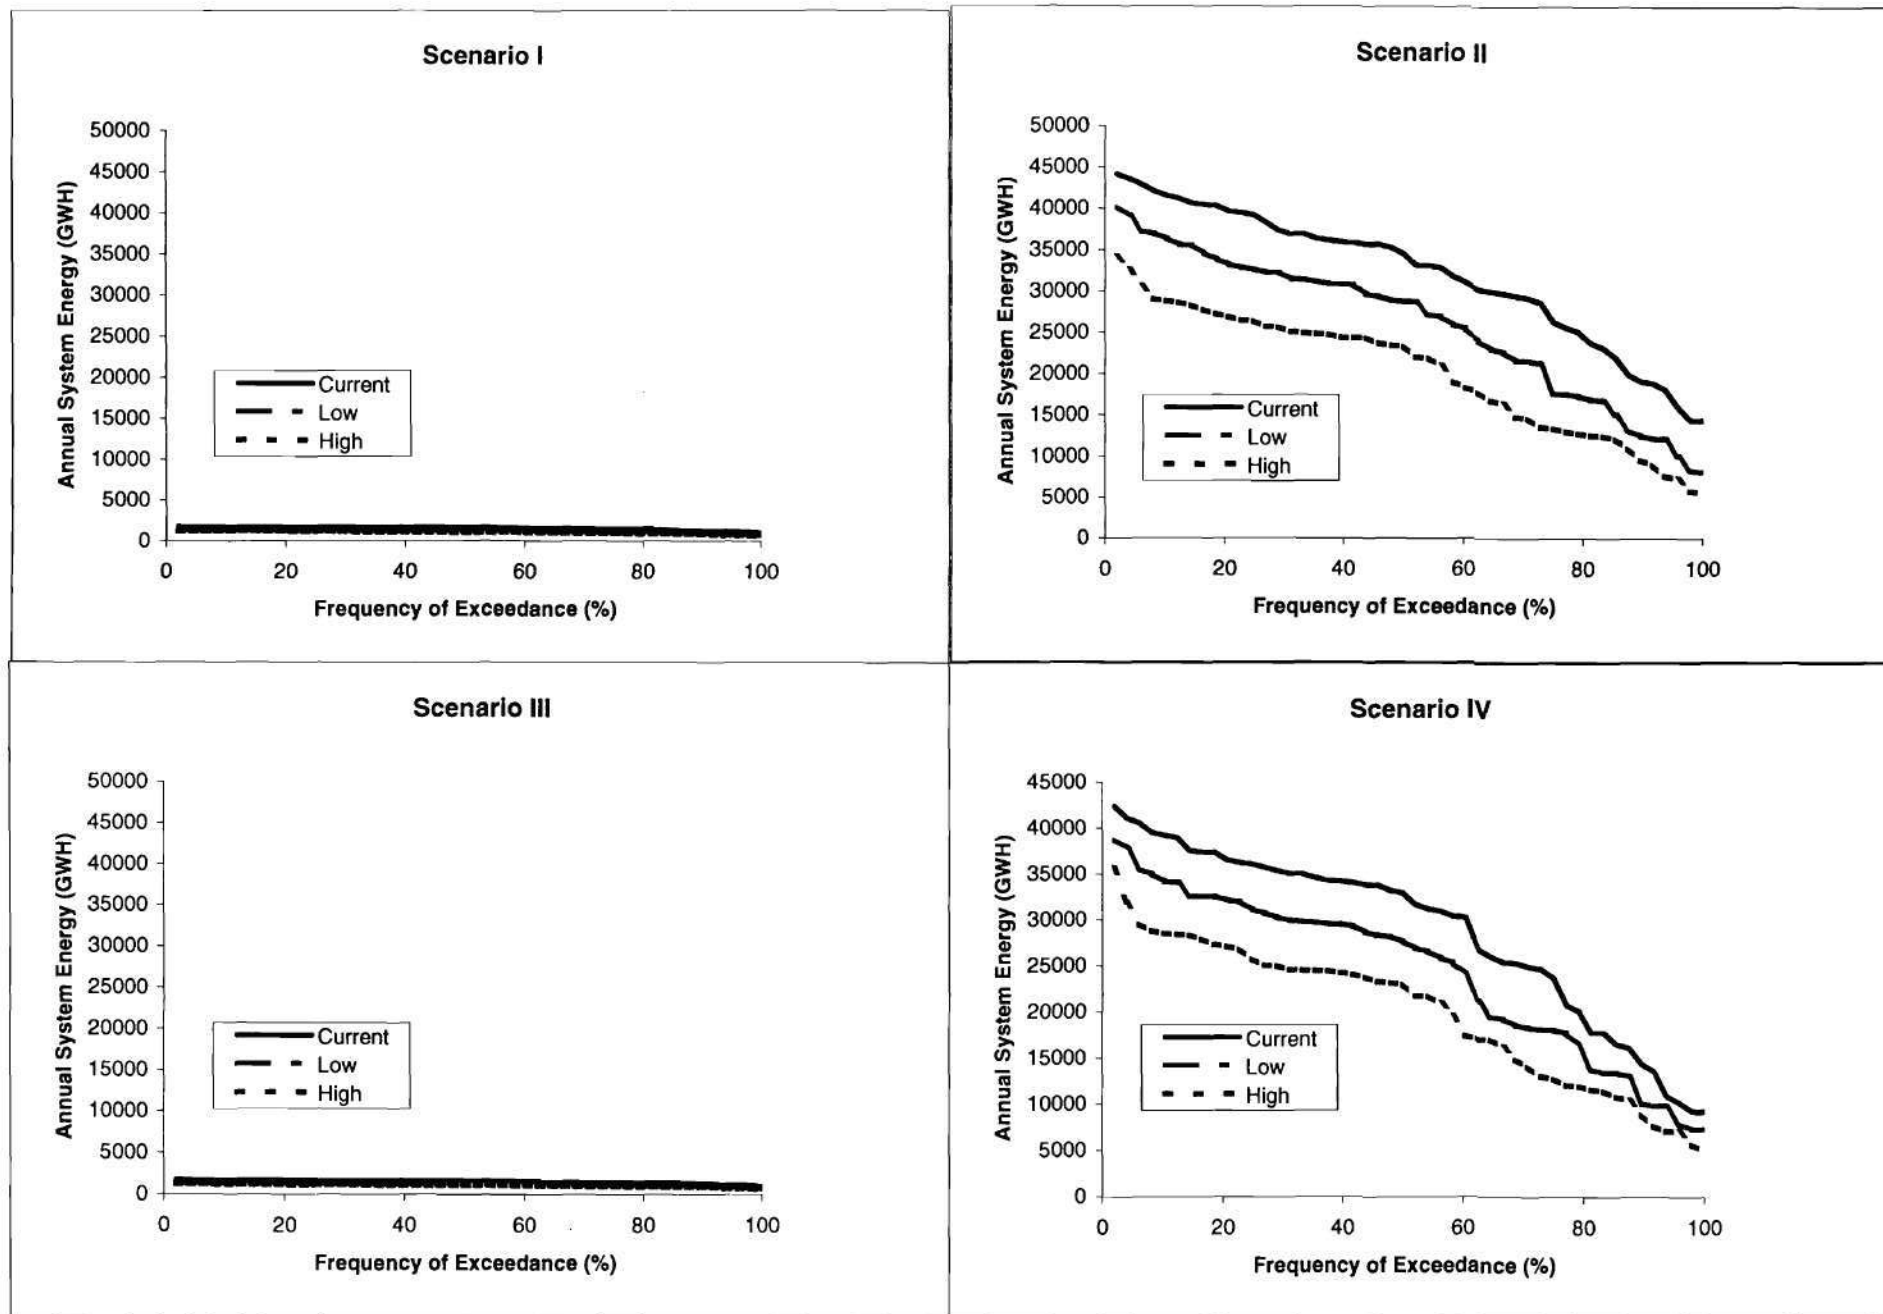 Scenario I
Annual System Energy (GWH)
50000
45000
40000
35000
30000
25000
20000
15000
10000
5000
0
Current
Low
High
0 20 40 60 80 100
Frequency of Exceedance (%)
Scenario II
Annual System Energy (GWH)
50000
45000
40000
35000
30000
25000
20000
15000
10000
5000
0
Current
Low
High
0 20 40 60 80 100
Frequency of Exceedance (%)
Scenario III
Annual System Energy (GWH)
50000
45000
40000
35000
30000
25000
20000
15000
10000
5000
0
Current
Low
High
0 20 40 60 80 100
Frequency of Exceedance (%)
Scenario IV
Annual System Energy (GWH)
45000
40000
35000
30000
25000
20000
15000
10000
5000
0
Current
Low
High
0 20 40 60 80 100
Frequency of Exceedance (%)